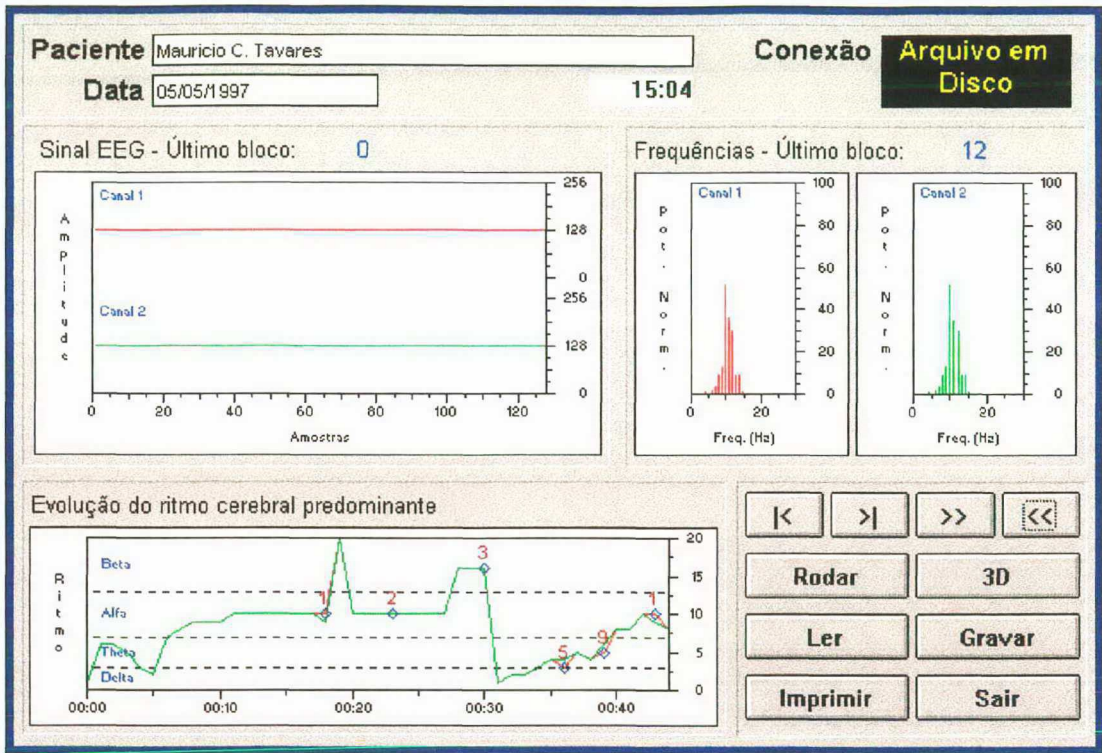 Paciente Mauricio C. Tavares
Conexão Arquivo em
Disco
Data 05/05/1997 15:04
Sinal EEG - Último bloco: 0
Amplitude
Canal 1
256
128
0
Canal 2
256
128
0
0 20 40 60 80 100 120
Amostras
Frequências - Último bloco: 12
Pot. Norm.
Canal 1
100
80
60
40
20
0
0 20
Freq. (Hz)
Pot. Norm.
Canal 2
100
80
60
40
20
0
0 20
Freq. (Hz)
Evolução do ritmo cerebral predominante
Ritmo
Beta
Alfa
Theta
Delta
1 2 3 5 9 1
20
15
10
5
0
00:00 00:10 00:20 00:30 00:40
|< >| >> <<
Rodar 3D
Ler Gravar
Imprimir Sair